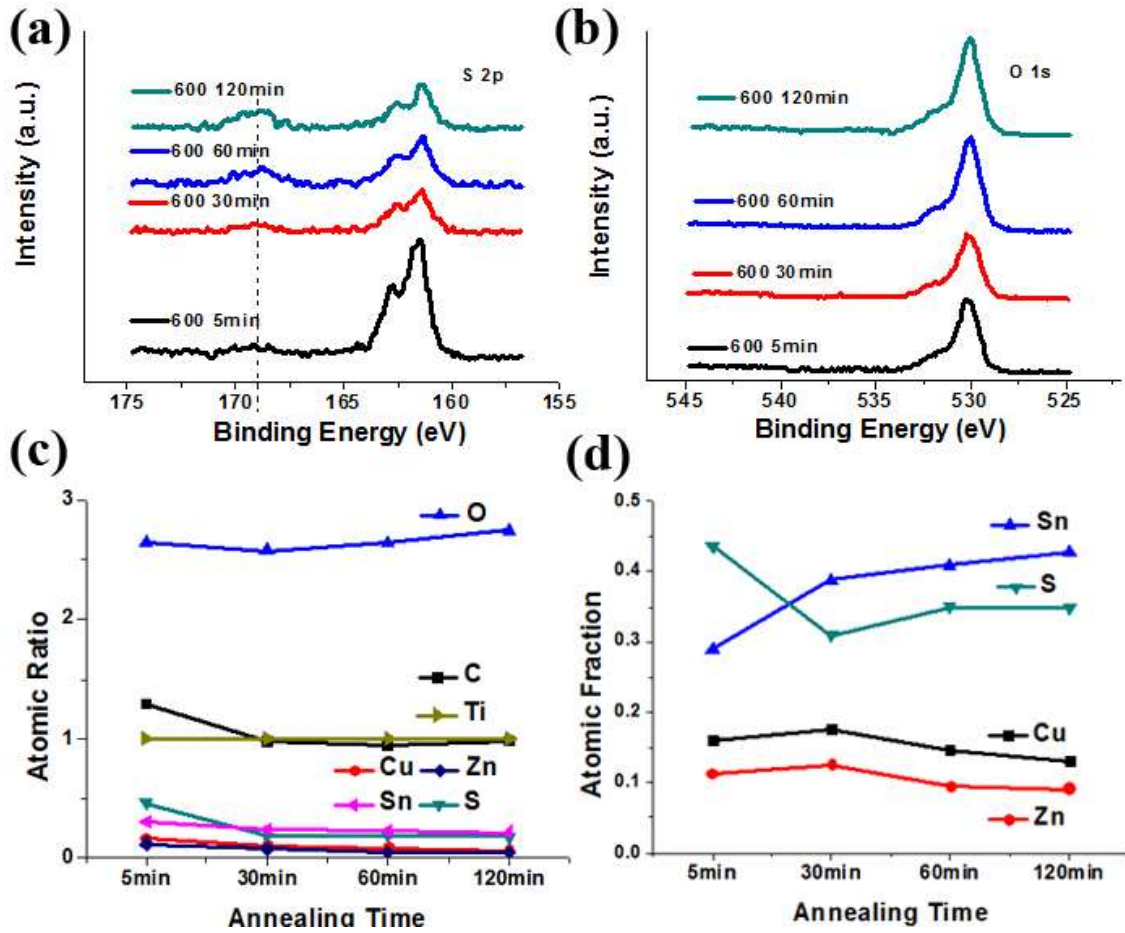 (a)
S 2p
600 120min
600 60min
600 30min
600 5min
Intensity (a.u.)
175 170 165 160 155
Binding Energy (eV)
(b)
O 1s
600 120min
600 60min
600 30min
600 5min
Intensity (a.u.)
545 540 535 530 525
Binding Energy (eV)
(c)
3
2
1
0
Atomic Ratio
O
C
Ti
Cu Zn
Sn S
5min 30min 60min 120min
Annealing Time
(d)
0.5
0.4
0.3
0.2
0.1
0.0
Atomic Fraction
Sn
S
Cu
Zn
5min 30min 60min 120min
Annealing Time